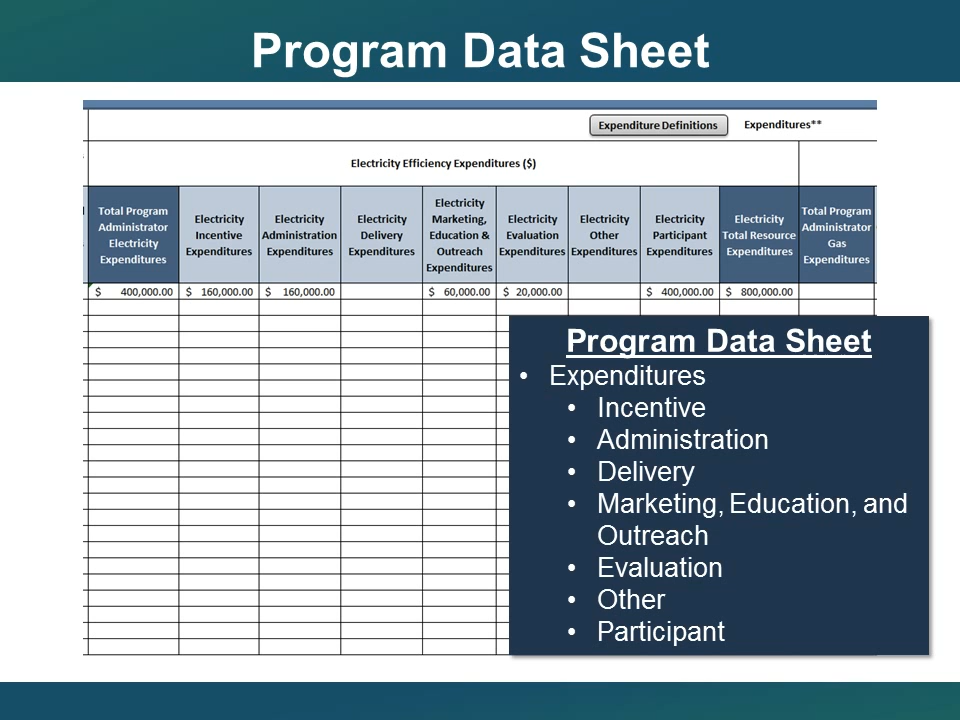 Program Data Sheet
Expenditure Definitions
Expenditures**
Electricity Efficiency Expenditures ($)
Total Program
Administrator
Electricity
Expenditures
Electricity
Incentive
Expenditures
Electricity
Administration
Expenditures
Electricity
Delivery
Expenditures
Electricity
Marketing,
Education &
Outreach
Expenditures
Electricity
Evaluation
Expenditures
Electricity
Other
Expenditures
Electricity
Participant
Expenditures
Electricity
Total Resource
Expenditures
Total Program
Administrator
Gas
Expenditures
$ 400,000.00 $ 160,000.00 $ 160,000.00 $ 60,000.00 $ 20,000.00 $ 400,000.00 $ 800,000.00
Program Data Sheet
• Expenditures
• Incentive
• Administration
• Delivery
• Marketing, Education, and
Outreach
• Evaluation
• Other
• Participant